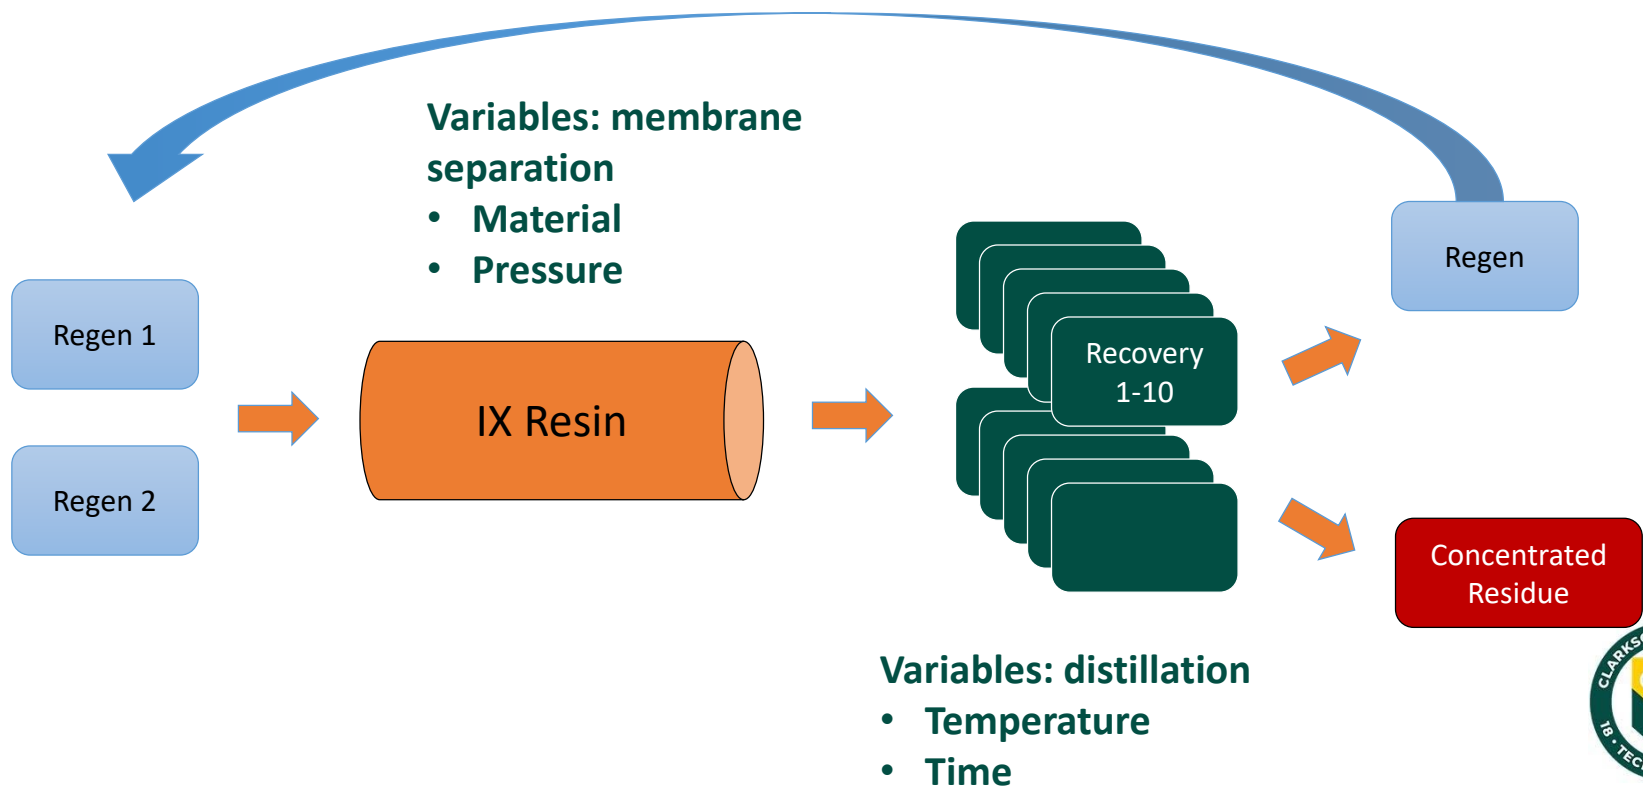 Variables: membrane
separation
• Material
• Pressure
Regen 1
Regen 2
IX Resin
Recovery
1-10
Regen
Concentrated
Residue
Variables: distillation
• Temperature
• Time